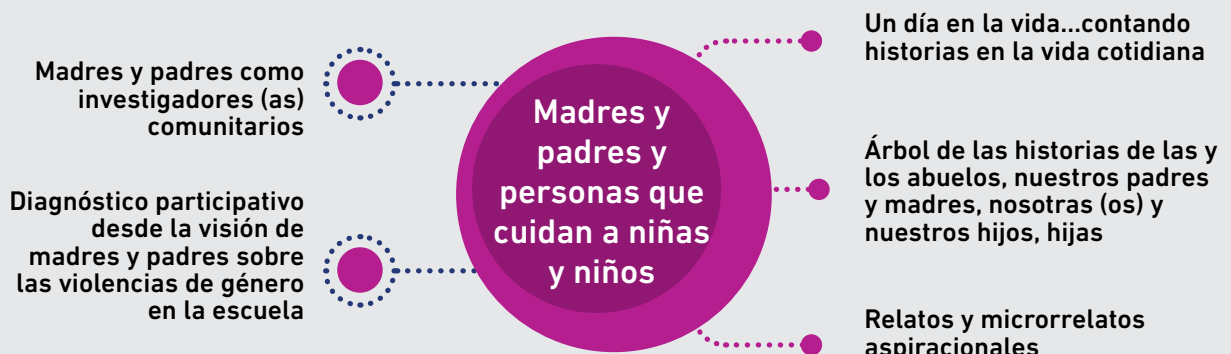 Madres y padres como
investigadores (as)
comunitarios
Diagnóstico participativo
desde la visión de
madres y padres sobre
las violencias de género
en la escuela
Madres y
padres y
personas que
cuidan a niñas
y niños
Un día en la vida...contando
historias en la vida cotidiana
Árbol de las historias de las y
los abuelos, nuestros padres
y madres, nosotras (os) y
nuestros hijos, hijas
Relatos y microrrelatos
aspiracionales